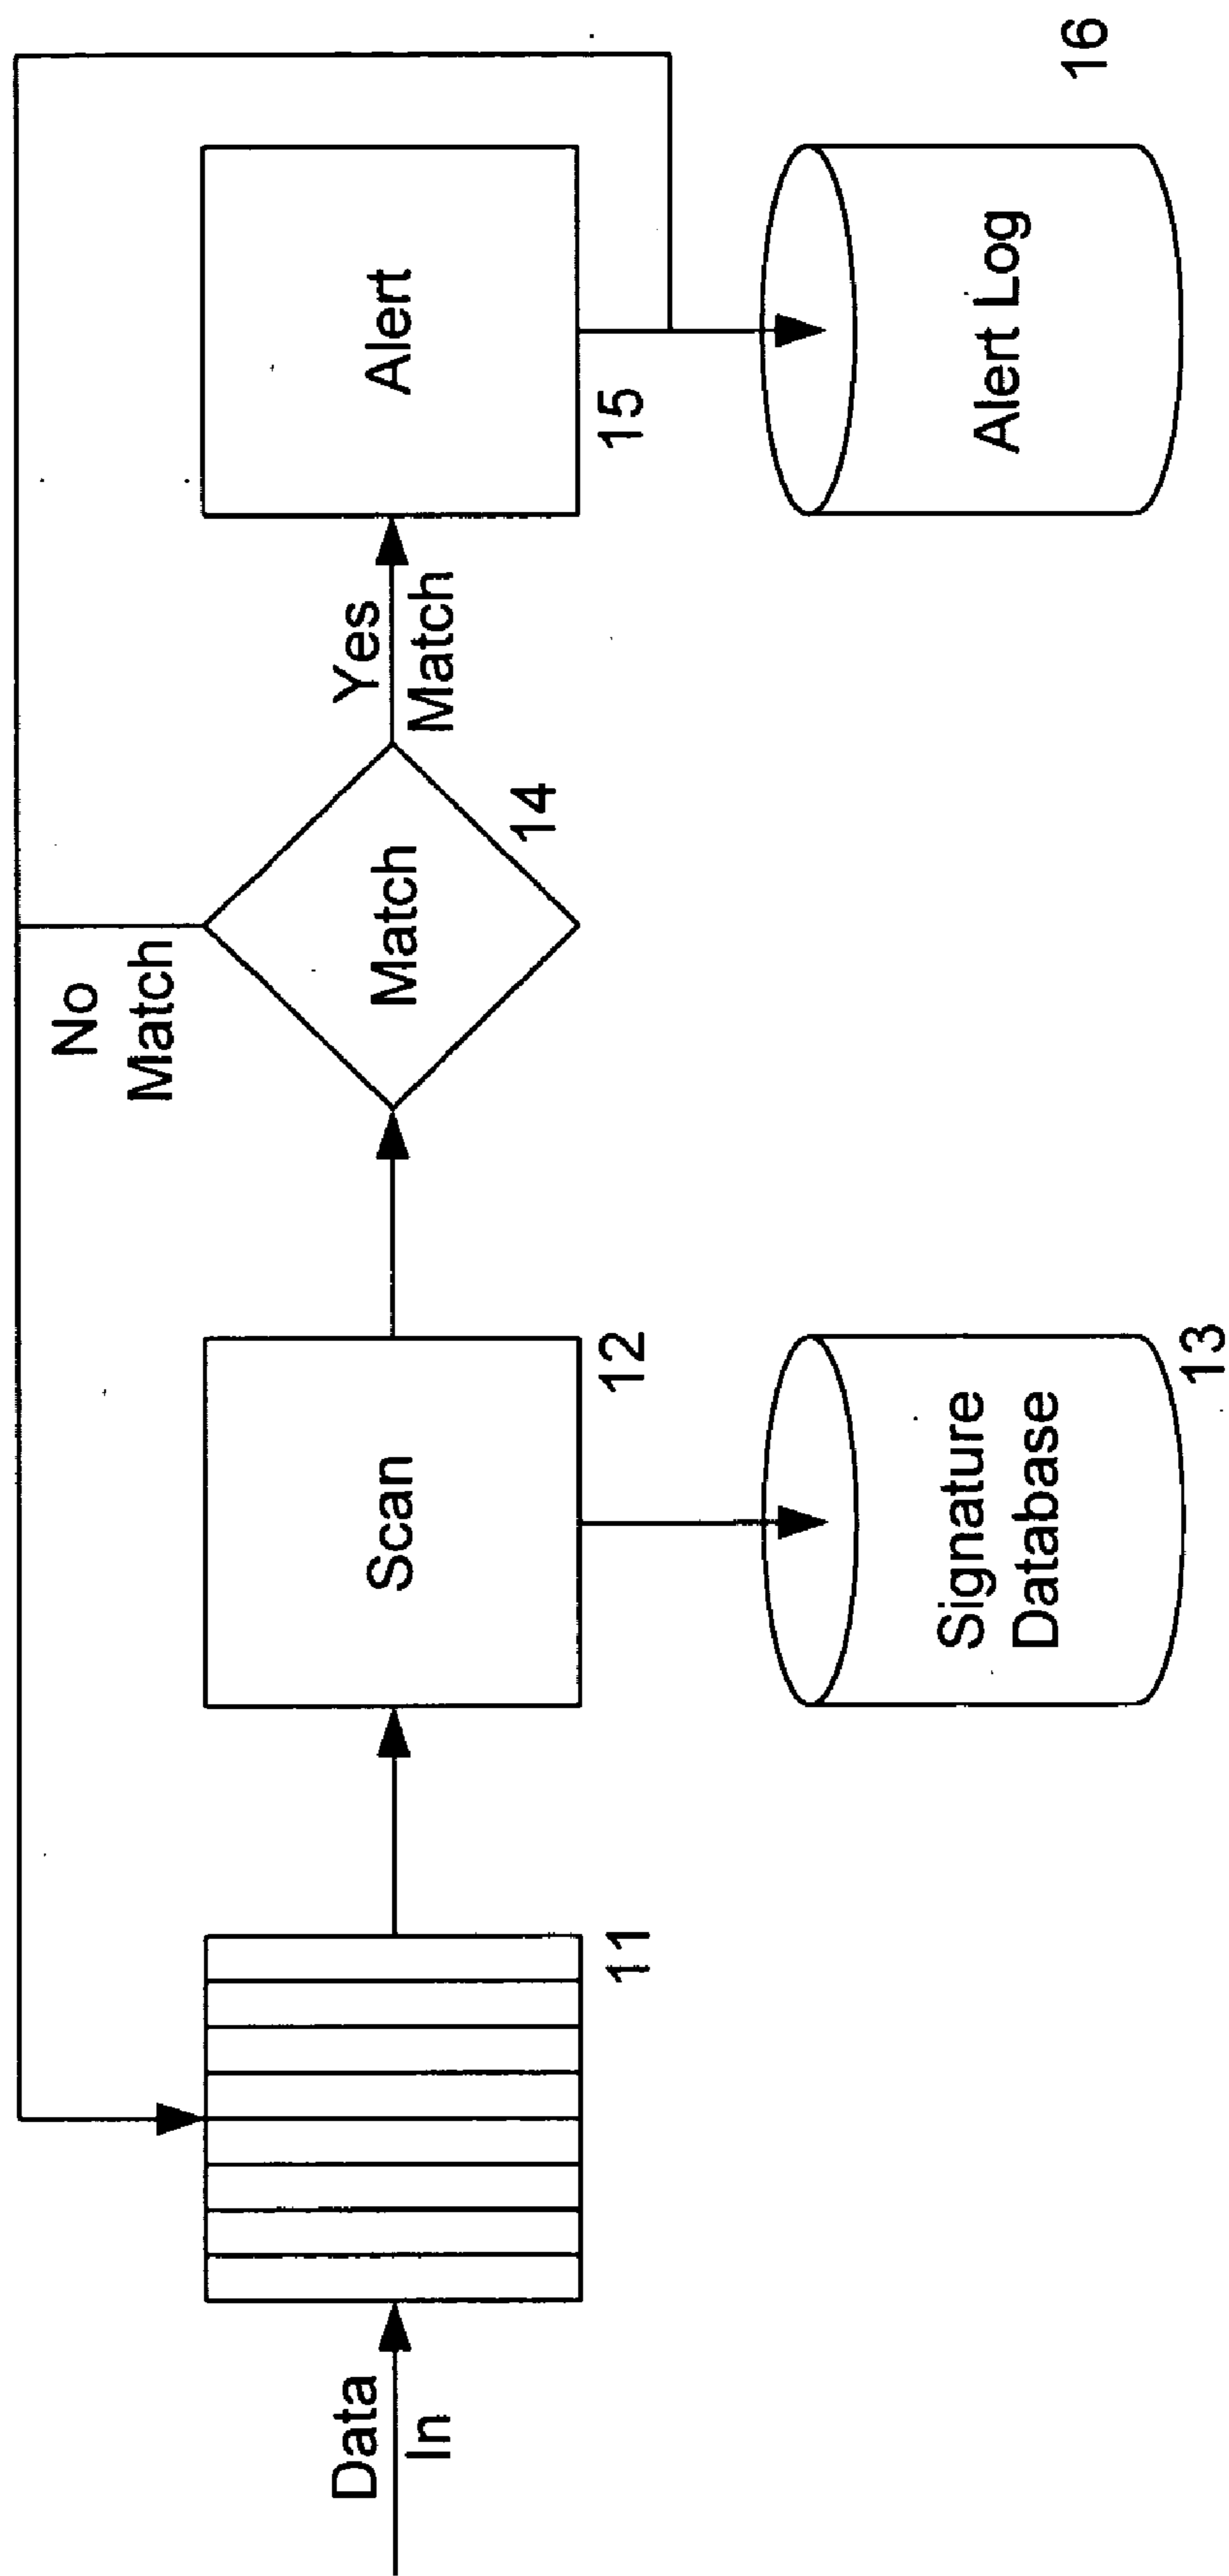 Data
In
11
Scan
12
Signature
Database
13
No
Match
Match
14
Yes
Match
Alert
15
Alert Log
16